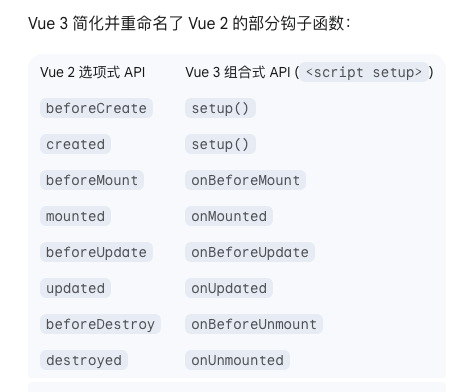 Vue 3 简化并重命名了 Vue 2 的部分钩子函数：
Vue 2 选项式 API Vue 3 组合式 API (<script setup>)
beforeCreate setup()
created setup()
beforeMount onBeforeMount
mounted onMounted
beforeUpdate onBeforeUpdate
updated onUpdated
beforeDestroy onBeforeUnmount
destroyed onUnmounted